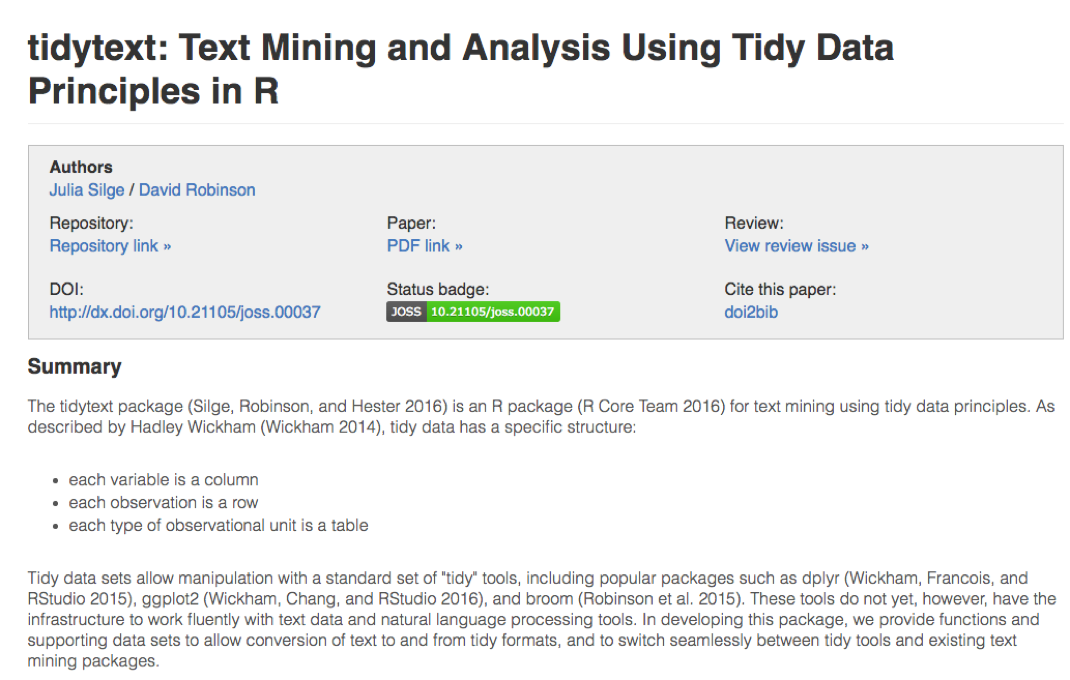 tidytext: Text Mining and Analysis Using Tidy Data
Principles in R
Authors
Julia Silge / David Robinson
Repository:
Repository link »
Paper:
PDF link »
Review:
View review issue »
DOI:
http://dx.doi.org/10.21105/joss.00037
Status badge:
JOSS 10.21105/joss.00037
Cite this paper:
doi2bib
Summary
The tidytext package (Silge, Robinson, and Hester 2016) is an R package (R Core Team 2016) for text mining using tidy data principles. As
described by Hadley Wickham (Wickham 2014), tidy data has a specific structure:
• each variable is a column
• each observation is a row
• each type of observational unit is a table
Tidy data sets allow manipulation with a standard set of "tidy" tools, including popular packages such as dplyr (Wickham, Francois, and
RStudio 2015), ggplot2 (Wickham, Chang, and RStudio 2016), and broom (Robinson et al. 2015). These tools do not yet, however, have the
infrastructure to work fluently with text data and natural language processing tools. In developing this package, we provide functions and
supporting data sets to allow conversion of text to and from tidy formats, and to switch seamlessly between tidy tools and existing text
mining packages.